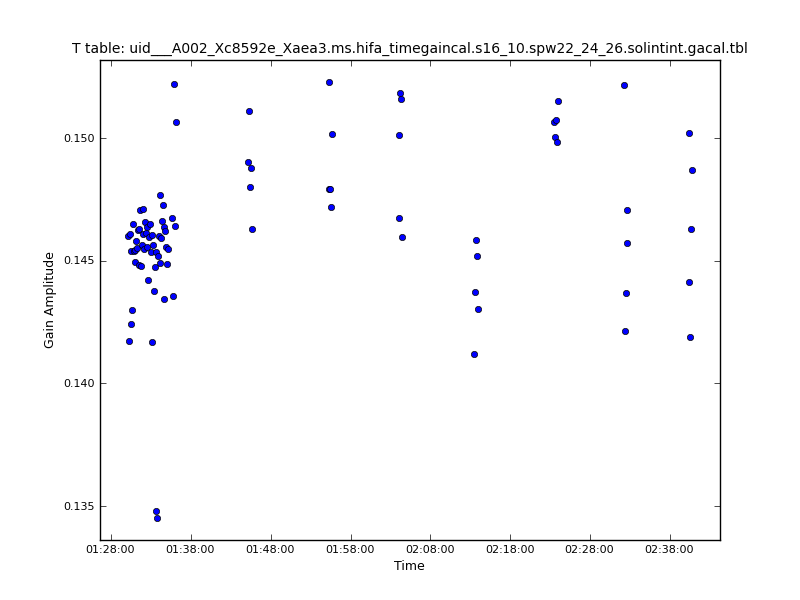 T table: uid___A002_Xc8592e_Xaea3.ms.hifa_timegaincal.s16_10.spw22_24_26.solintint.gacal.tbl
0.150
0.145
0.140
0.135
Gain Amplitude
01:28:00 01:38:00 01:48:00 01:58:00 02:08:00 02:18:00 02:28:00 02:38:00
Time